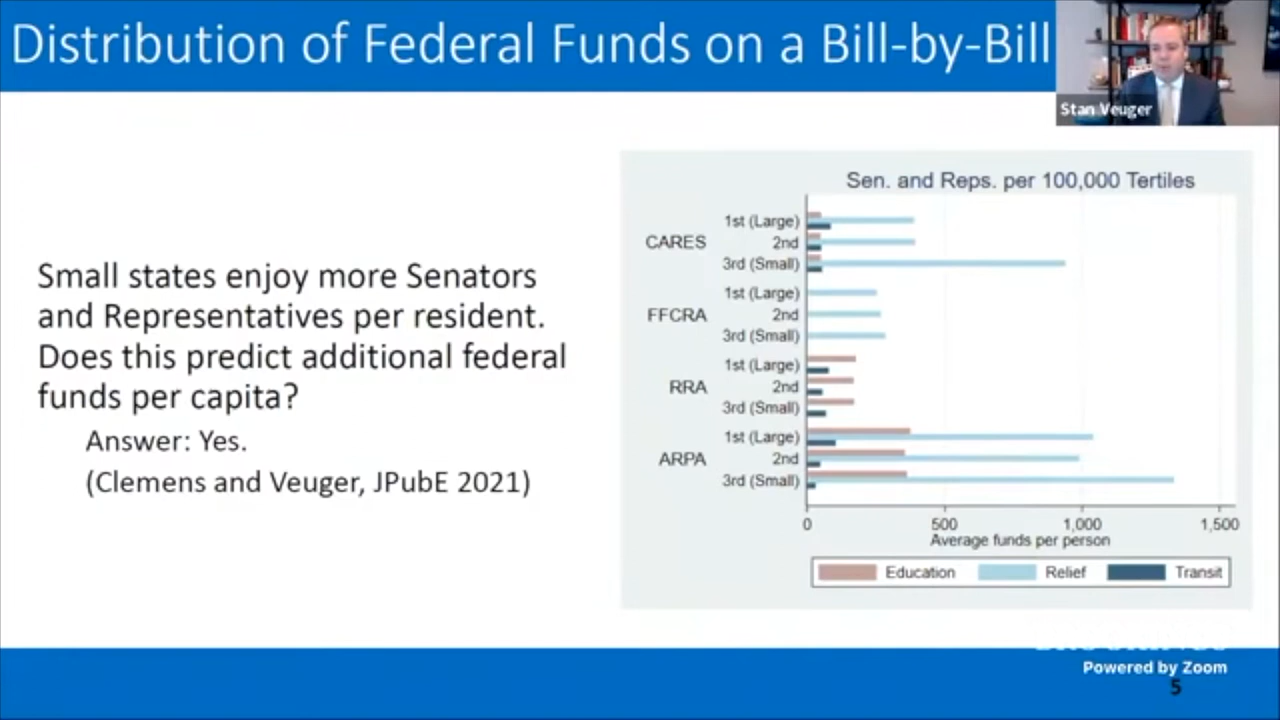 Distribution of Federal Funds on a Bill-by-Bill
Stan Veuger
Small states enjoy more Senators
and Representatives per resident.
Does this predict additional federal
funds per capita?
Answer: Yes.
(Clemens and Veuger, JPubE 2021)
Sen. and Reps. per 100,000 Tertiles
CARES
1st (Large)
2nd
3rd (Small)
FFCRA
1st (Large)
2nd
3rd (Small)
RRA
1st (Large)
2nd
3rd (Small)
ARPA
1st (Large)
2nd
3rd (Small)
0 500 1,000 1,500
Average funds per person
Education Relief Transit
Powered by Zoom
5